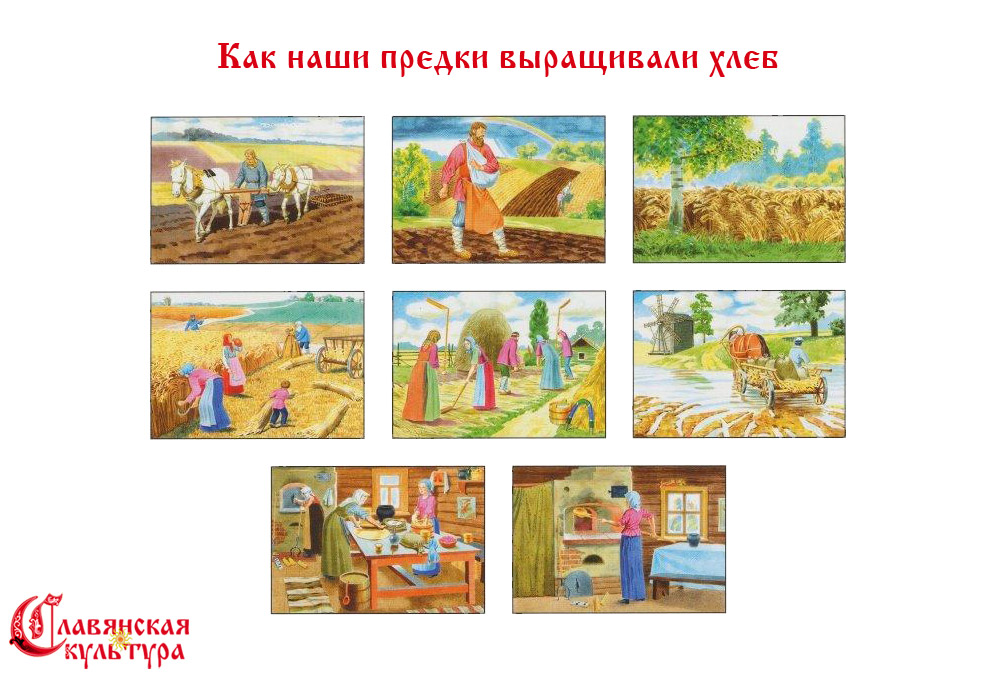 Как наши предки выращивали хлеб
Славянская
культура